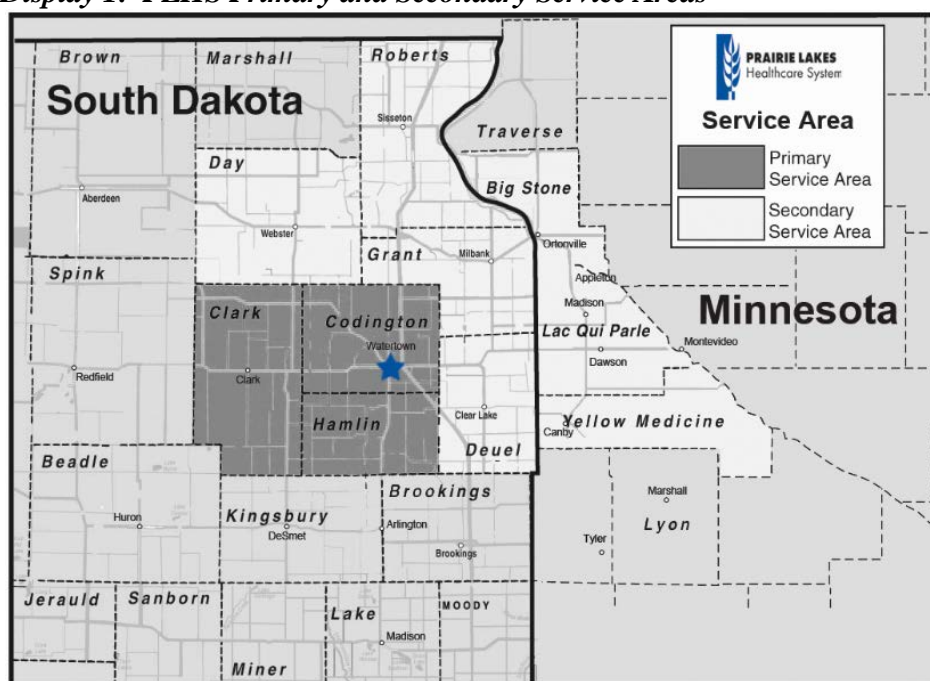 Display 1: PLHS Primary and Secondary Service Areas
Brown
Marshall
Roberts
South Dakota
Sisseton
Traverse
PRAIRIE LAKES
Healthcare System
Service Area
Primary
Service Area
Secondary
Service Area
Day
Big Stone
Aberdeen
Webster
Grant
Milbank
Ortonville
Spink
Appleton
Clark
Codington
Madison
Minnesota
Lac Qui Parle
Watertown
Montevideo
Dawson
Redfield
Clark
Hamlin
Clear Lake
Yellow Medicine
Canby
Deuel
Beadle
Brookings
Marshall
Huron
Kingsbury
Arlington
Lyon
DeSmet
Tyler
Brookings
Jerauld
Sanborn
Lake
MOODY
Madison
Miner